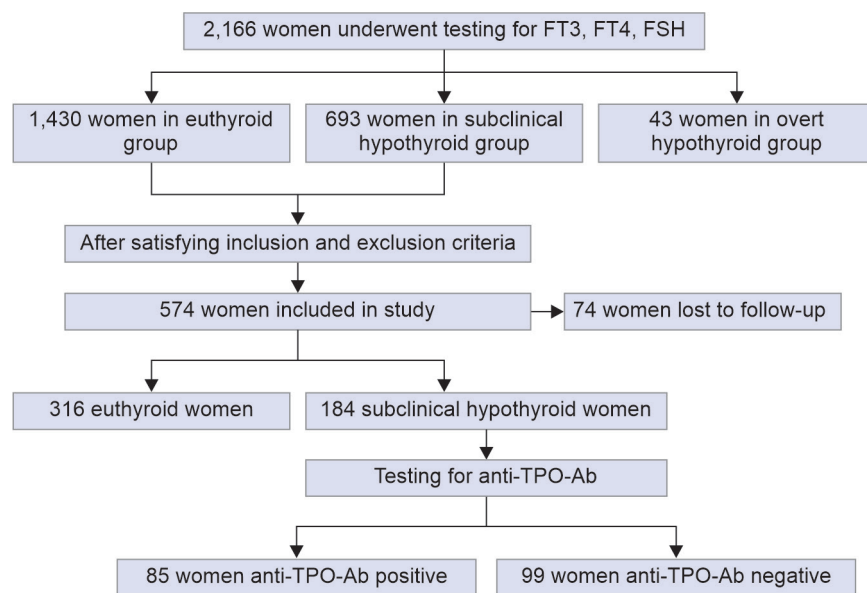 2,166 women underwent testing for FT3, FT4, FSH
1,430 women in euthyroid
group
693 women in subclinical
hypothyroid group
43 women in overt
hypothyroid group
After satisfying inclusion and exclusion criteria
574 women included in study
74 women lost to follow-up
316 euthyroid women
184 subclinical hypothyroid women
Testing for anti-TPO-Ab
85 women anti-TPO-Ab positive
99 women anti-TPO-Ab negative